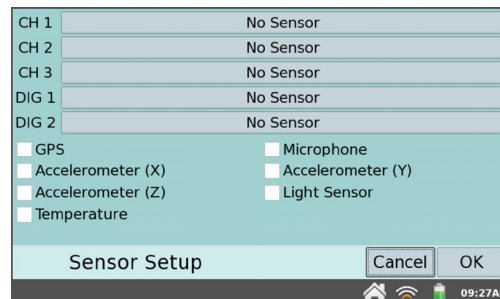 CH 1 No Sensor
CH 2 No Sensor
CH 3 No Sensor
DIG 1 No Sensor
DIG 2 No Sensor
GPS Microphone
Accelerometer (X) Accelerometer (Y)
Accelerometer (Z) Light Sensor
Temperature
Sensor Setup Cancel OK
09:27A